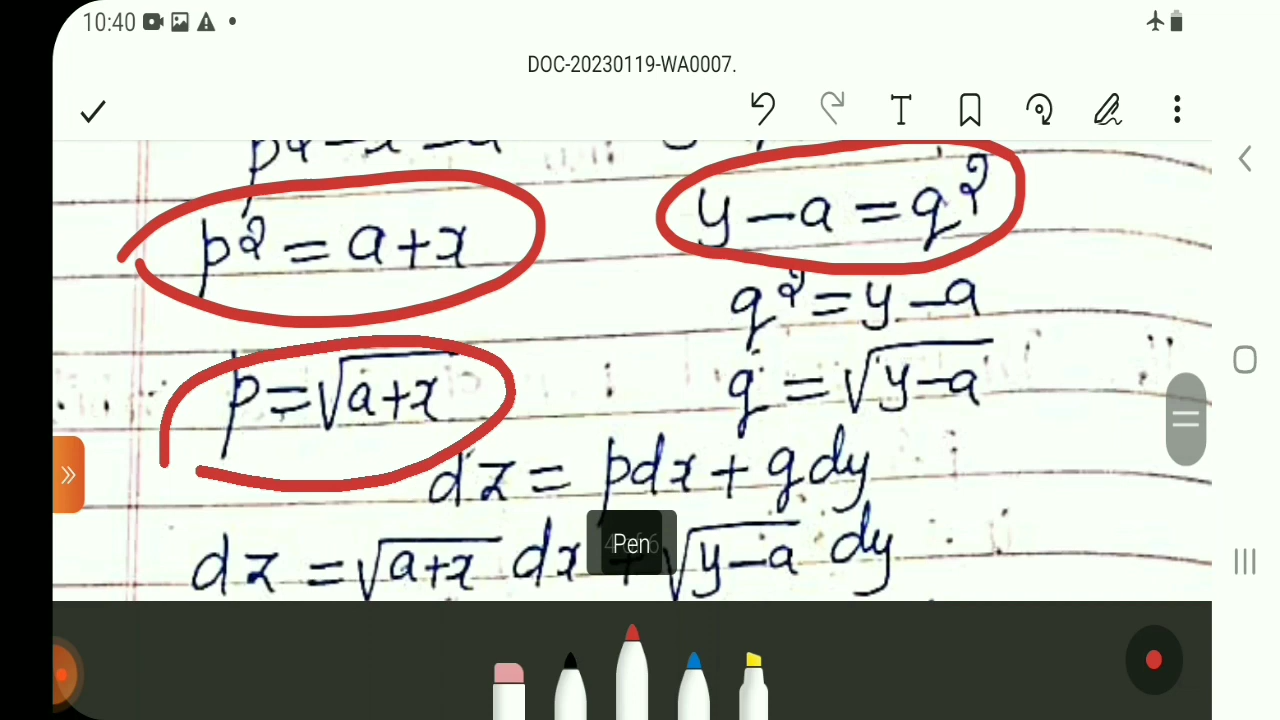 10:40
DOC-20230119-WA0007.
T
p² = a+x
y-a = q²
q² = y-a
p = √a+x
q = √y-a
dz = pdx + qdy
Pen
dz = √a+x dx + √y-a dy